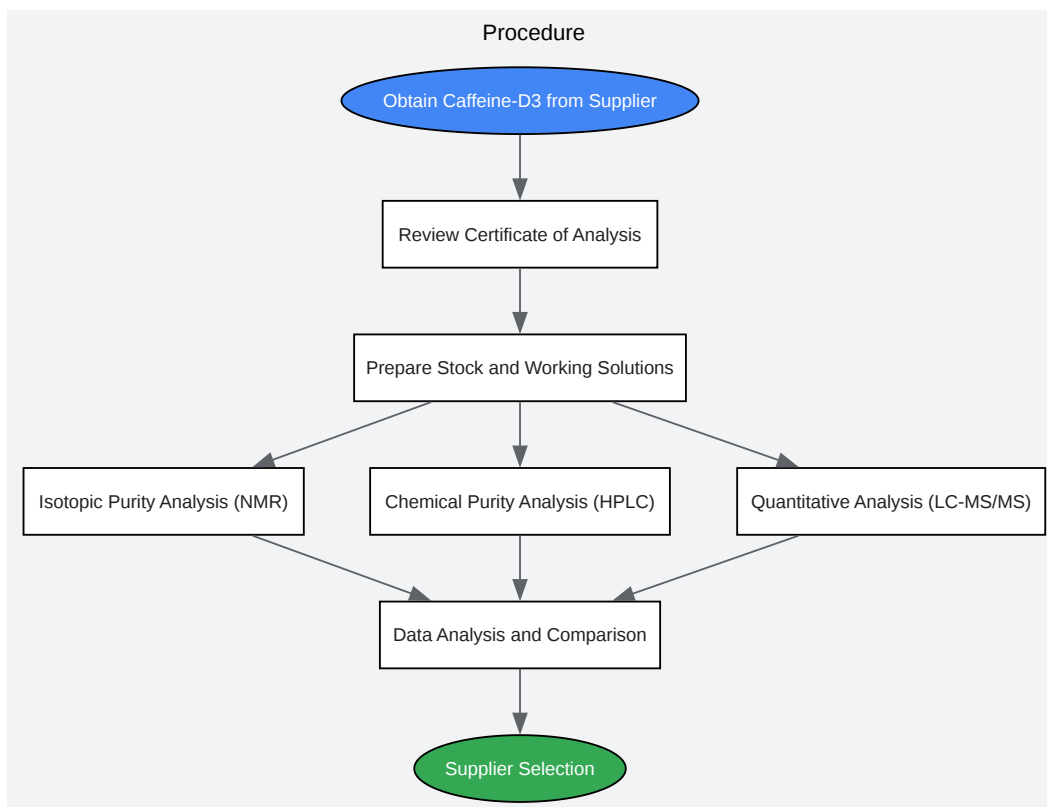 Procedure
Obtain Caffeine-D3 from Supplier
Review Certificate of Analysis
Prepare Stock and Working Solutions
Isotopic Purity Analysis (NMR)
Chemical Purity Analysis (HPLC)
Quantitative Analysis (LC-MS/MS)
Data Analysis and Comparison
Supplier Selection